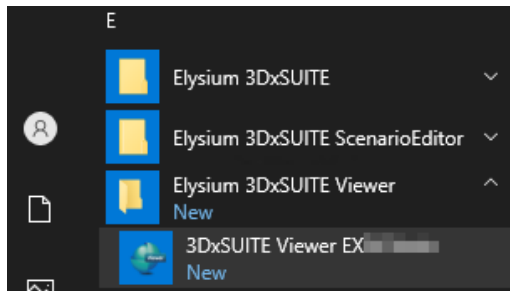 E
Elysium 3DxSUITE
Elysium 3DxSUITE ScenarioEditor
Elysium 3DxSUITE Viewer
New
3DxSUITE Viewer EX
New